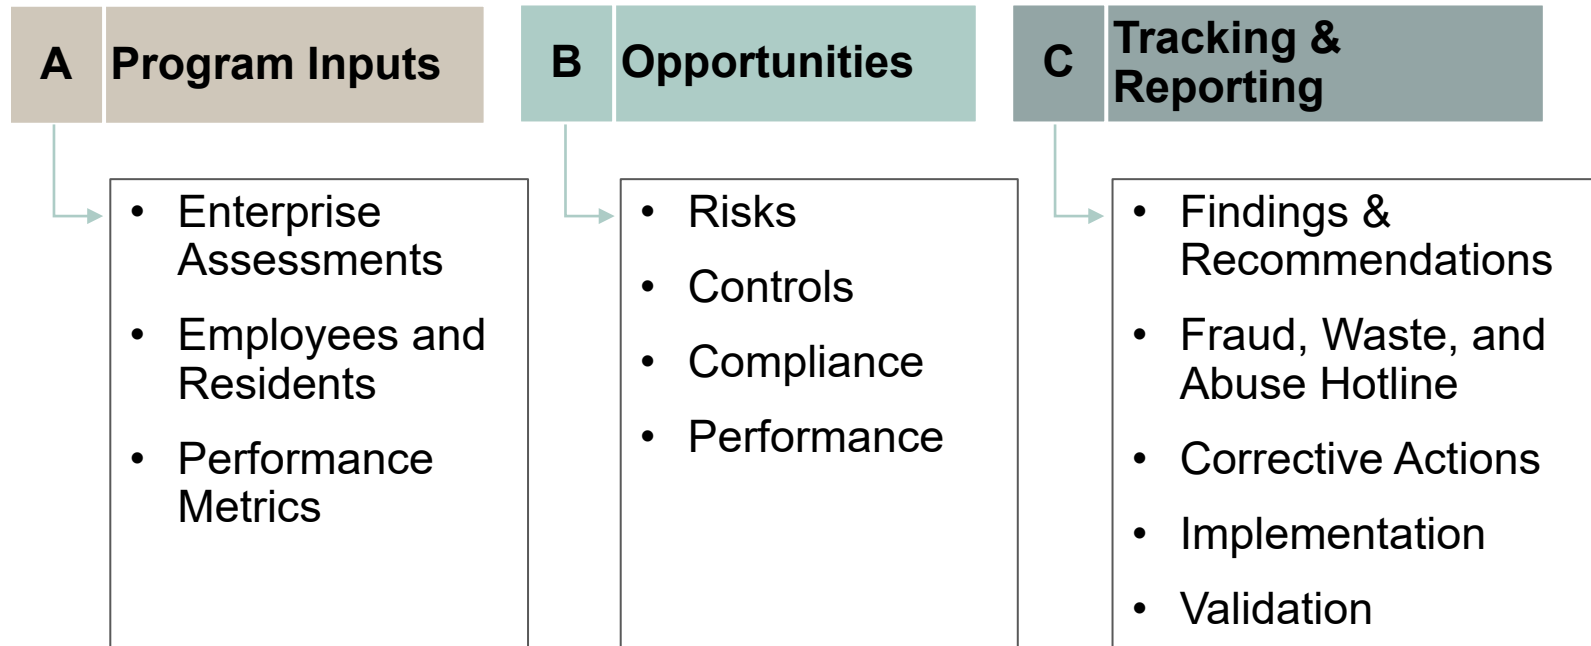 A Program Inputs
• Enterprise
Assessments
• Employees and
Residents
• Performance
Metrics
B Opportunities
• Risks
• Controls
• Compliance
• Performance
C Tracking &
Reporting
• Findings &
Recommendations
• Fraud, Waste, and
Abuse Hotline
• Corrective Actions
• Implementation
• Validation